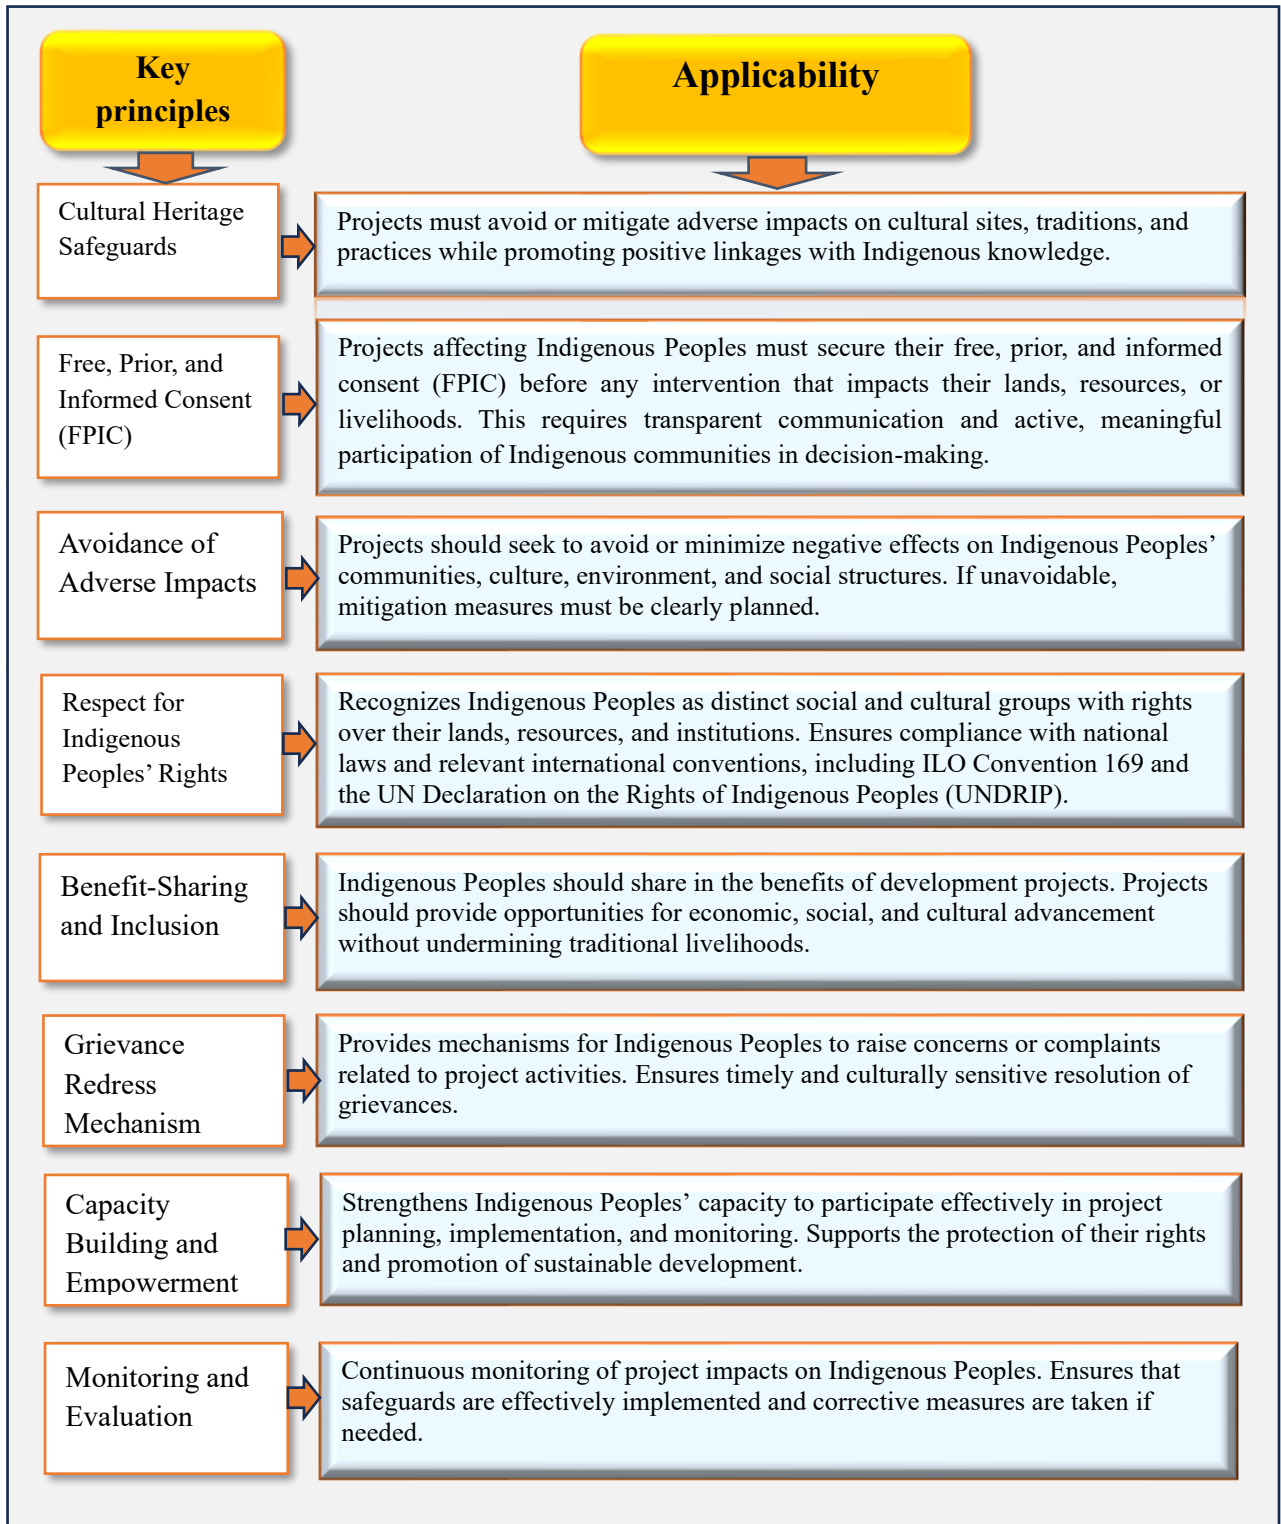 Key
principles
Applicability
Cultural Heritage
Safeguards
Projects must avoid or mitigate adverse impacts on cultural sites, traditions, and
practices while promoting positive linkages with Indigenous knowledge.
Free, Prior, and
Informed Consent
(FPIC)
Projects affecting Indigenous Peoples must secure their free, prior, and informed
consent (FPIC) before any intervention that impacts their lands, resources, or
livelihoods. This requires transparent communication and active, meaningful
participation of Indigenous communities in decision-making.
Avoidance of
Adverse Impacts
Projects should seek to avoid or minimize negative effects on Indigenous Peoples’
communities, culture, environment, and social structures. If unavoidable,
mitigation measures must be clearly planned.
Respect for
Indigenous
Peoples’ Rights
Recognizes Indigenous Peoples as distinct social and cultural groups with rights
over their lands, resources, and institutions. Ensures compliance with national
laws and relevant international conventions, including ILO Convention 169 and
the UN Declaration on the Rights of Indigenous Peoples (UNDRIP).
Benefit-Sharing
and Inclusion
Indigenous Peoples should share in the benefits of development projects. Projects
should provide opportunities for economic, social, and cultural advancement
without undermining traditional livelihoods.
Grievance
Redress
Mechanism
Provides mechanisms for Indigenous Peoples to raise concerns or complaints
related to project activities. Ensures timely and culturally sensitive resolution of
grievances.
Capacity
Building and
Empowerment
Strengthens Indigenous Peoples’ capacity to participate effectively in project
planning, implementation, and monitoring. Supports the protection of their rights
and promotion of sustainable development.
Monitoring and
Evaluation
Continuous monitoring of project impacts on Indigenous Peoples. Ensures that
safeguards are effectively implemented and corrective measures are taken if
needed.